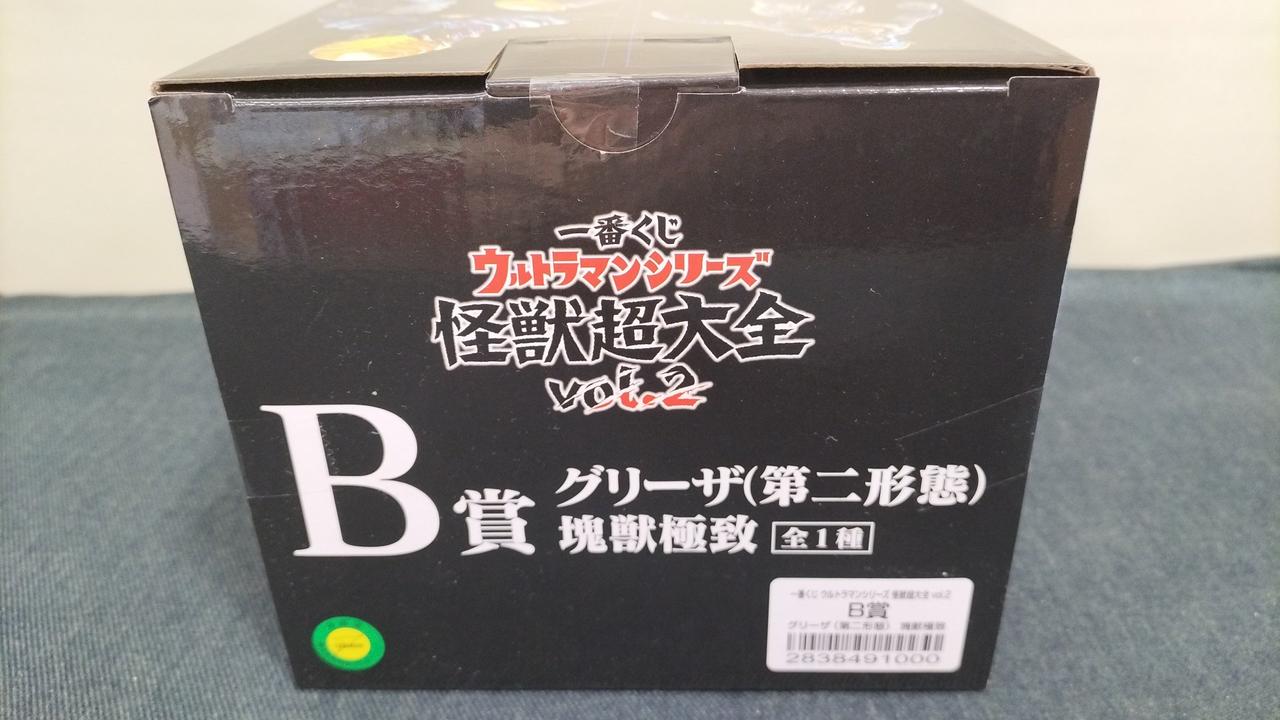 一番くじ
ウルトラマンシリーズ
怪獣超大全
vol.2
B賞
グリーザ(第二形態)
塊獣極致 全1種
一番くじ ウルトラマンシリーズ 怪獣超大全 vol.2
B賞
グリーザ(第二形態) 塊獣極致
2838491000